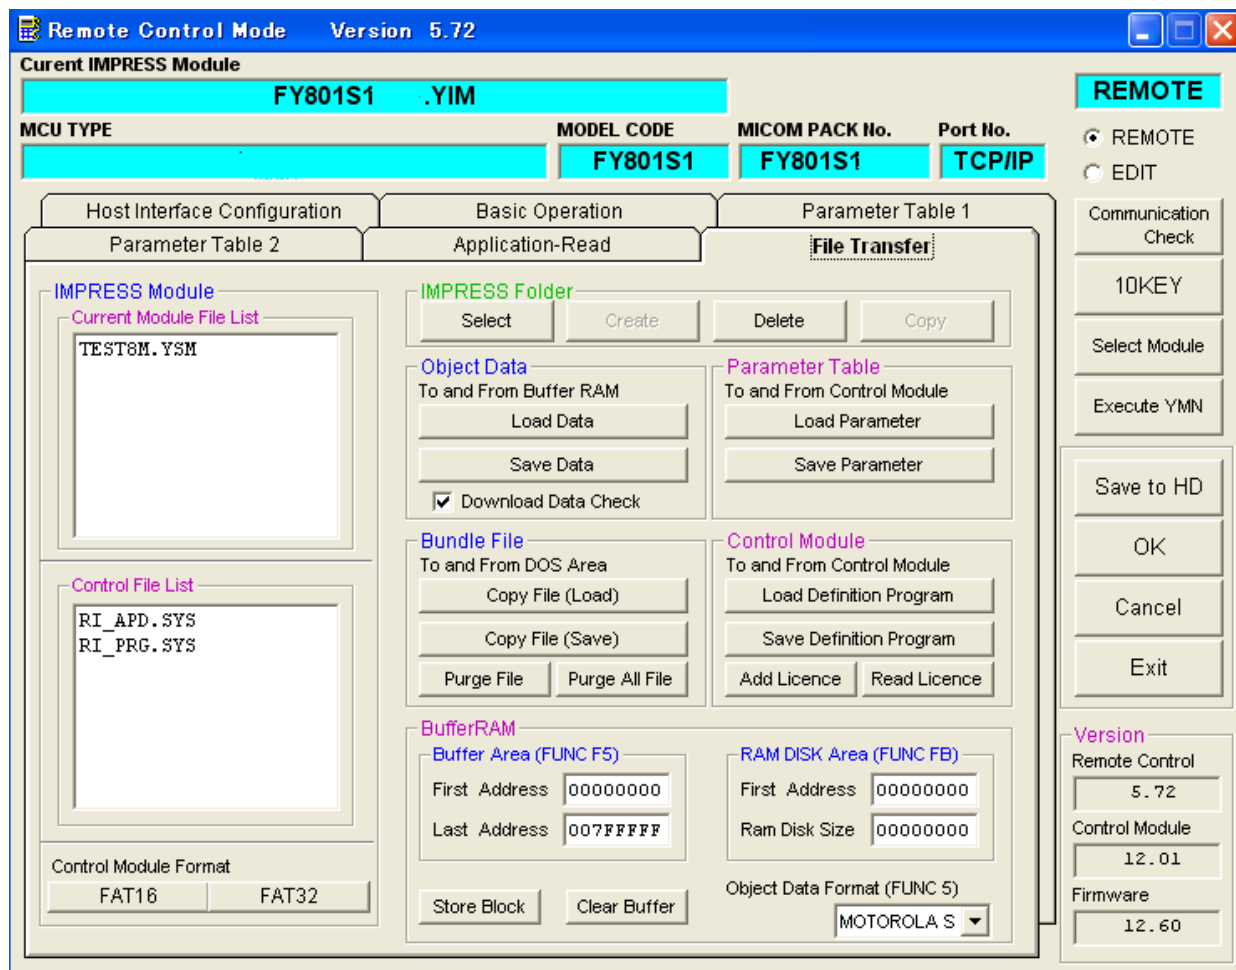 Remote Control Mode Version 5.72
Curent IMPRESS Module
FY801S1 .YIM
MCU TYPE
MODEL CODE
FY801S1
MICOM PACK No.
FY801S1
Port No.
TCP/IP
REMOTE
REMOTE
EDIT
Communication
Check
10KEY
Select Module
Execute YMN
Save to HD
OK
Cancel
Exit
Version
Remote Control
5.72
Control Module
12.01
Firmware
12.60
Host Interface Configuration
Basic Operation
Parameter Table 1
Parameter Table 2
Application-Read
File Transfer
IMPRESS Module
Current Module File List
TEST8M.YSM
Control File List
RI_APD.SYS
RI_PRG.SYS
Control Module Format
FAT16
FAT32
IMPRESS Folder
Select
Create
Delete
Copy
Object Data
To and From Buffer RAM
Load Data
Save Data
Download Data Check
Parameter Table
To and From Control Module
Load Parameter
Save Parameter
Bundle File
To and From DOS Area
Copy File (Load)
Copy File (Save)
Purge File
Purge All File
Control Module
To and From Control Module
Load Definition Program
Save Definition Program
Add Licence
Read Licence
BufferRAM
Buffer Area (FUNC F5)
First Address 00000000
Last Address 007FFFFF
RAM DISK Area (FUNC FB)
First Address 00000000
Ram Disk Size 00000000
Store Block
Clear Buffer
Object Data Format (FUNC 5)
MOTOROLA S